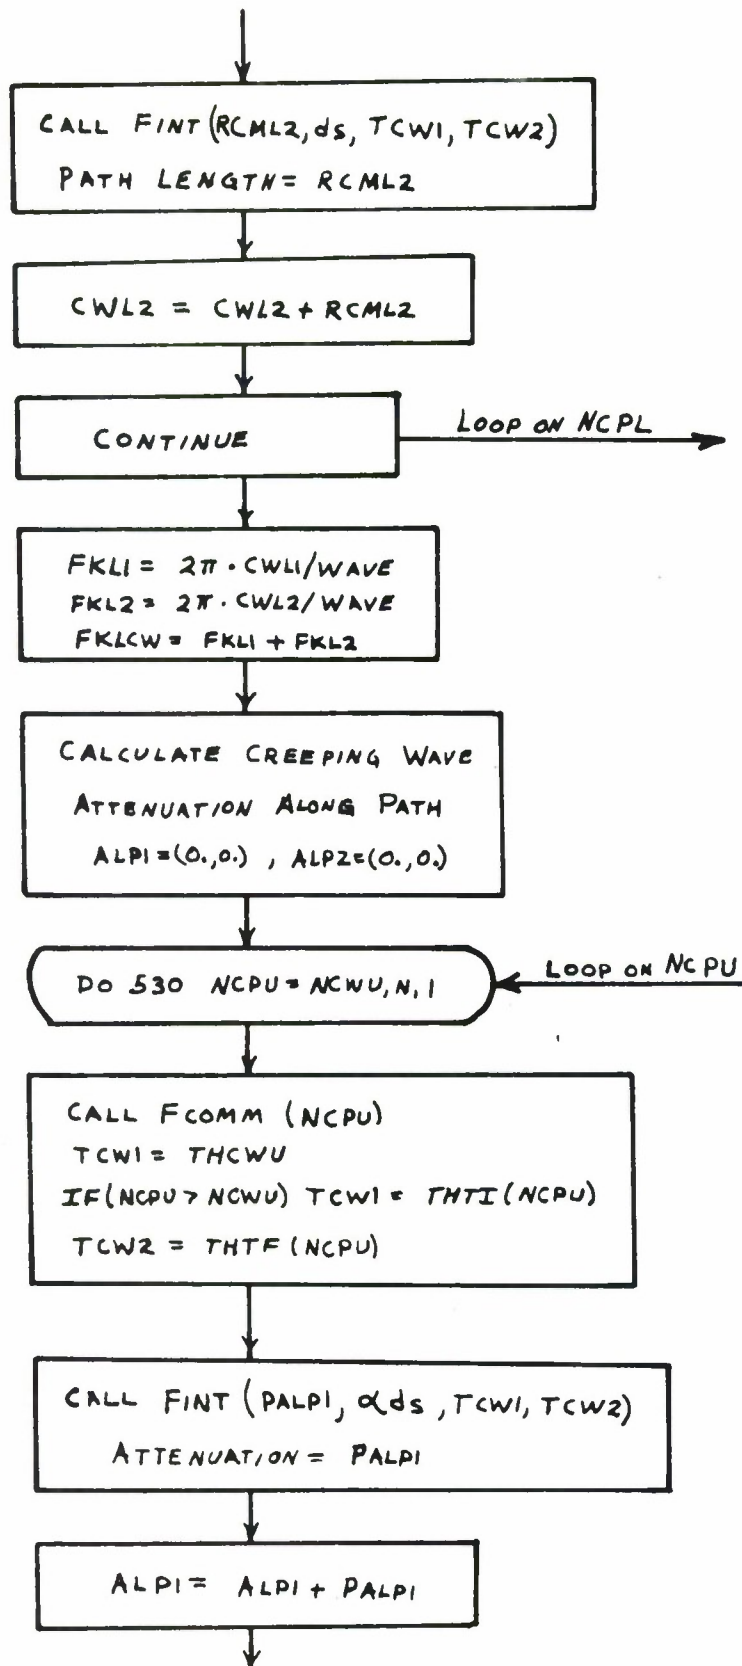 CALL FINT (RCML2, ds, TCW1, TCW2)
PATH LENGTH = RCML2
CWL2 = CWL2 + RCML2
CONTINUE
LOOP ON NCPL
FKL1 = 2π · CWL1/WAVE
FKL2 = 2π · CWL2/WAVE
FKLCW = FKL1 + FKL2
CALCULATE CREEPING WAVE
ATTENUATION ALONG PATH
ALP1 = (0., 0.) , ALP2 = (0., 0.)
DO 530 NCPU = NCWU, N, 1
LOOP ON NCPU
CALL FCOMM (NCPU)
TCW1 = THCWU
IF (NCPU > NCWU) TCW1 = THTI (NCPU)
TCW2 = THTF (NCPU)
CALL FINT (PALP1, αds, TCW1, TCW2)
ATTENUATION = PALP1
ALP1 = ALP1 + PALP1